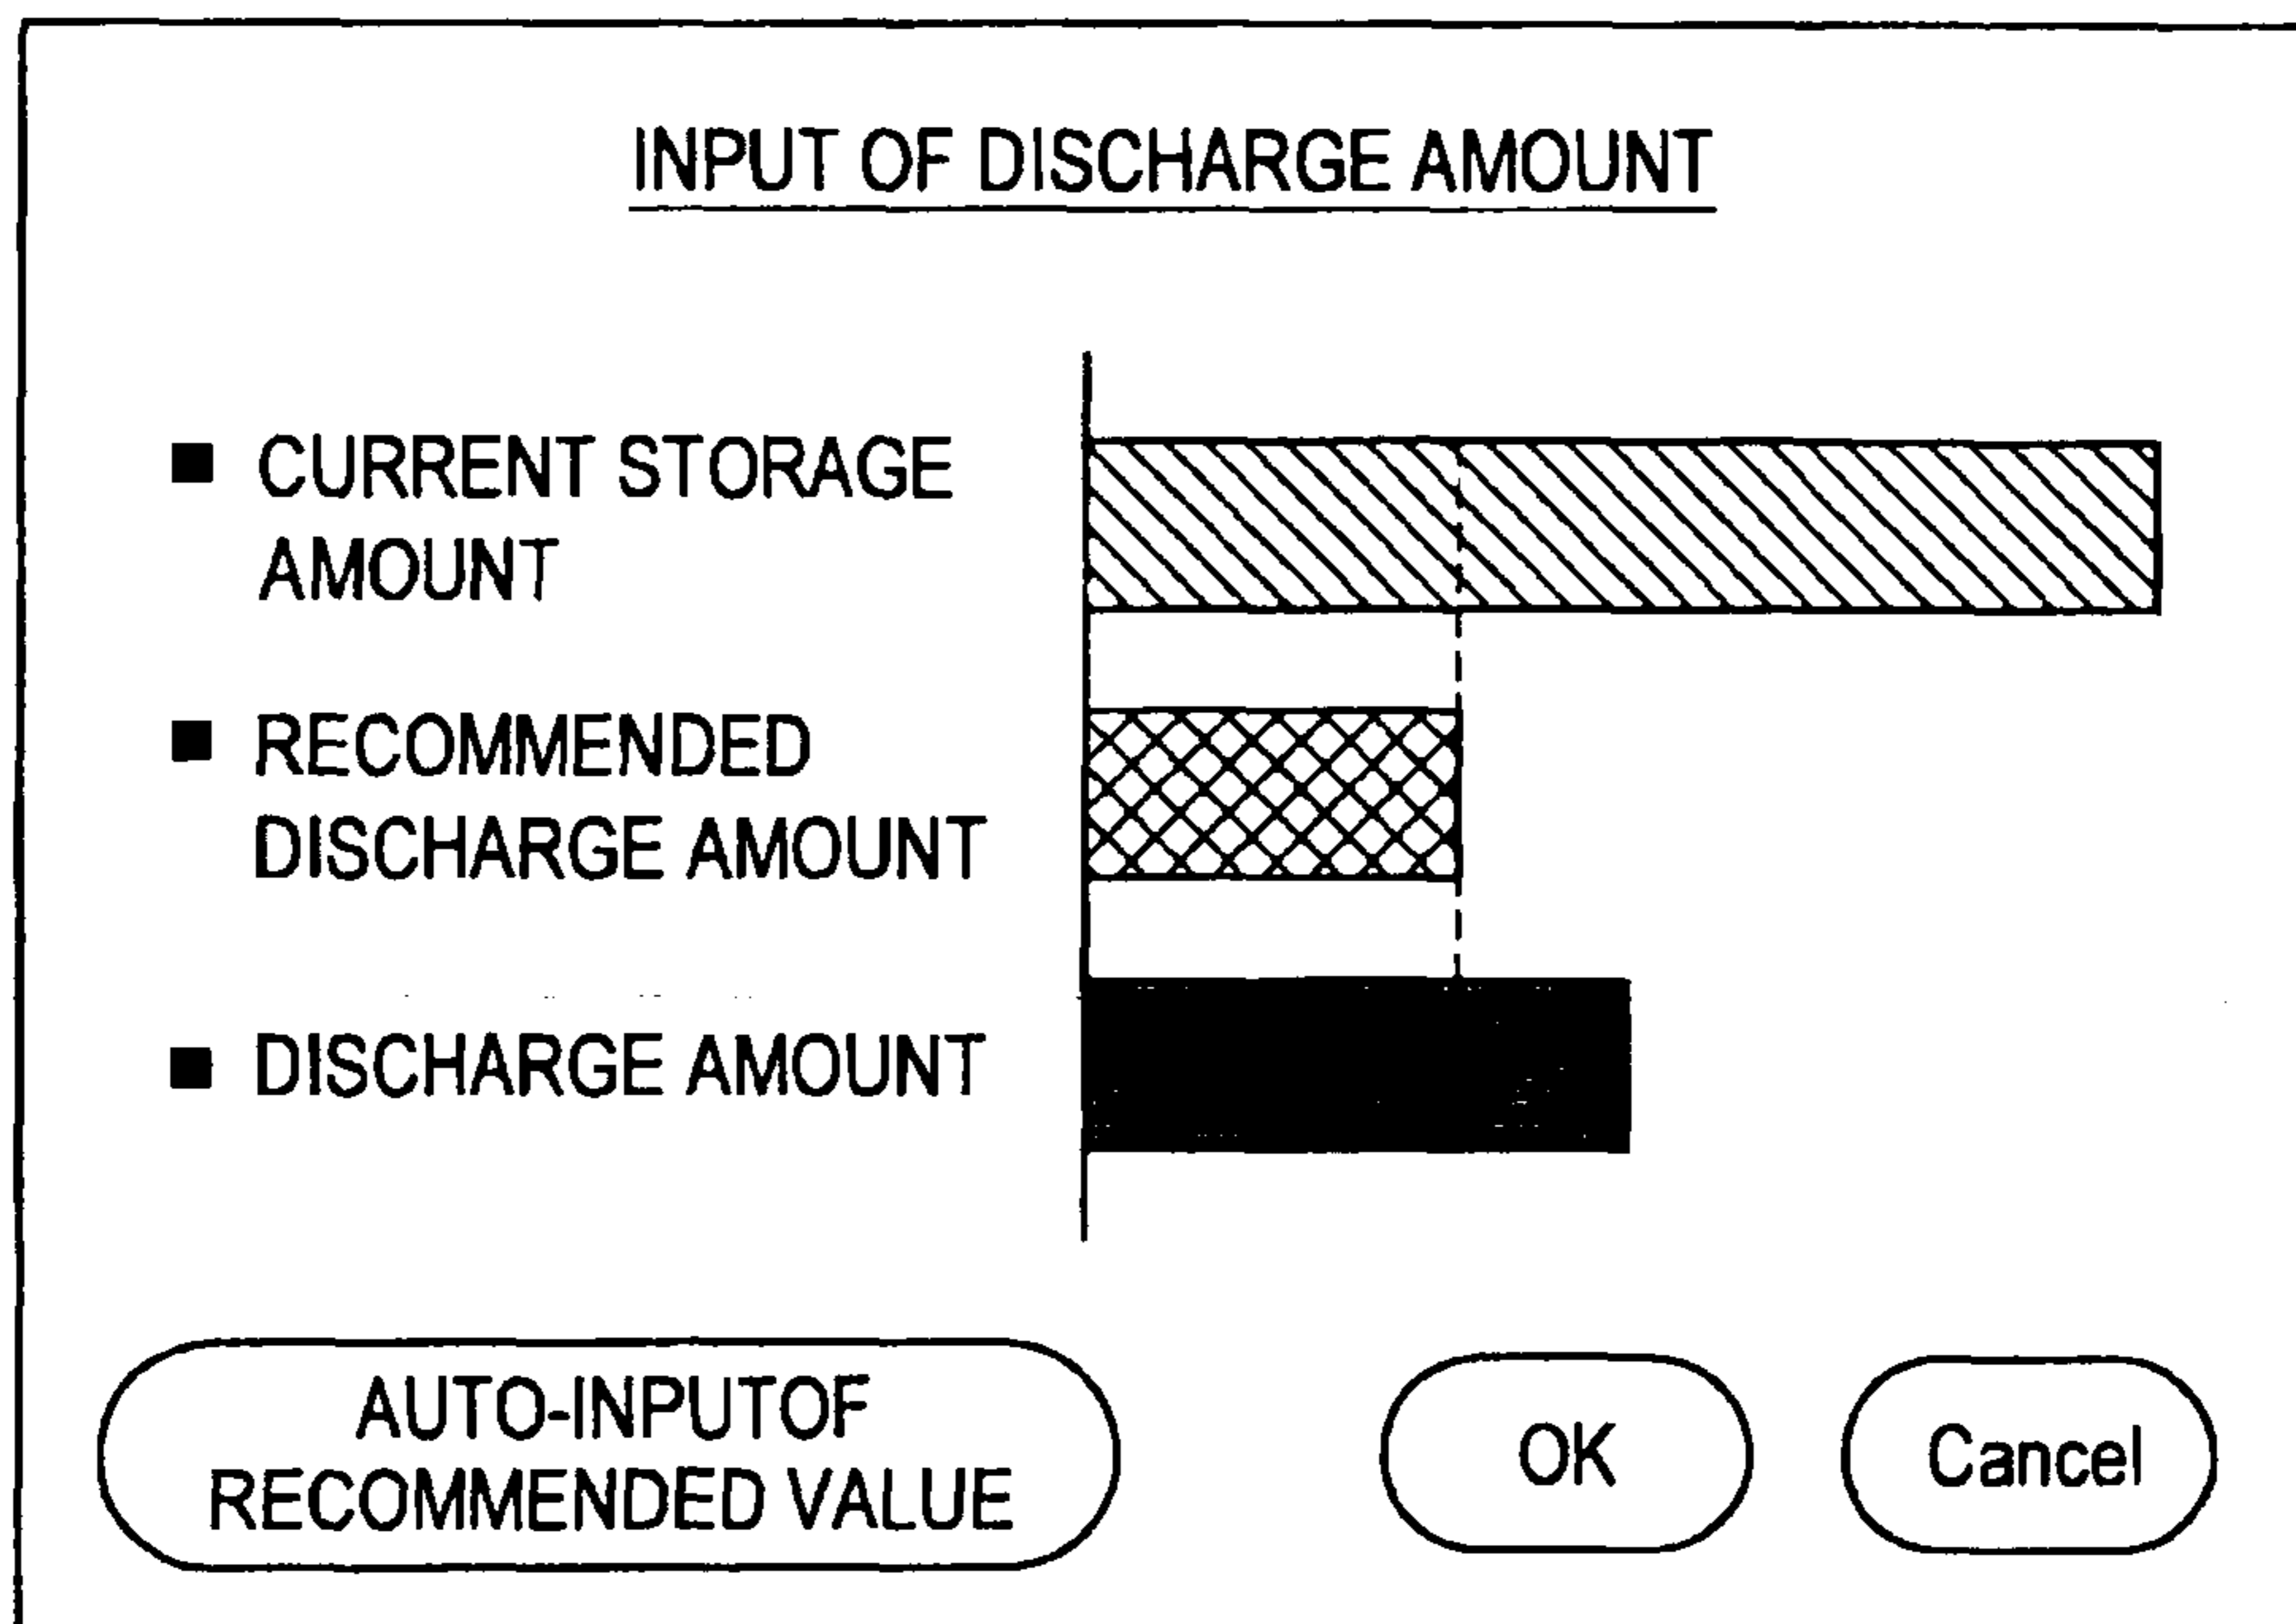 INPUT OF DISCHARGE AMOUNT
■ CURRENT STORAGE
AMOUNT
■ RECOMMENDED
DISCHARGE AMOUNT
■ DISCHARGE AMOUNT
AUTO-INPUTOF
RECOMMENDED VALUE
OK
Cancel